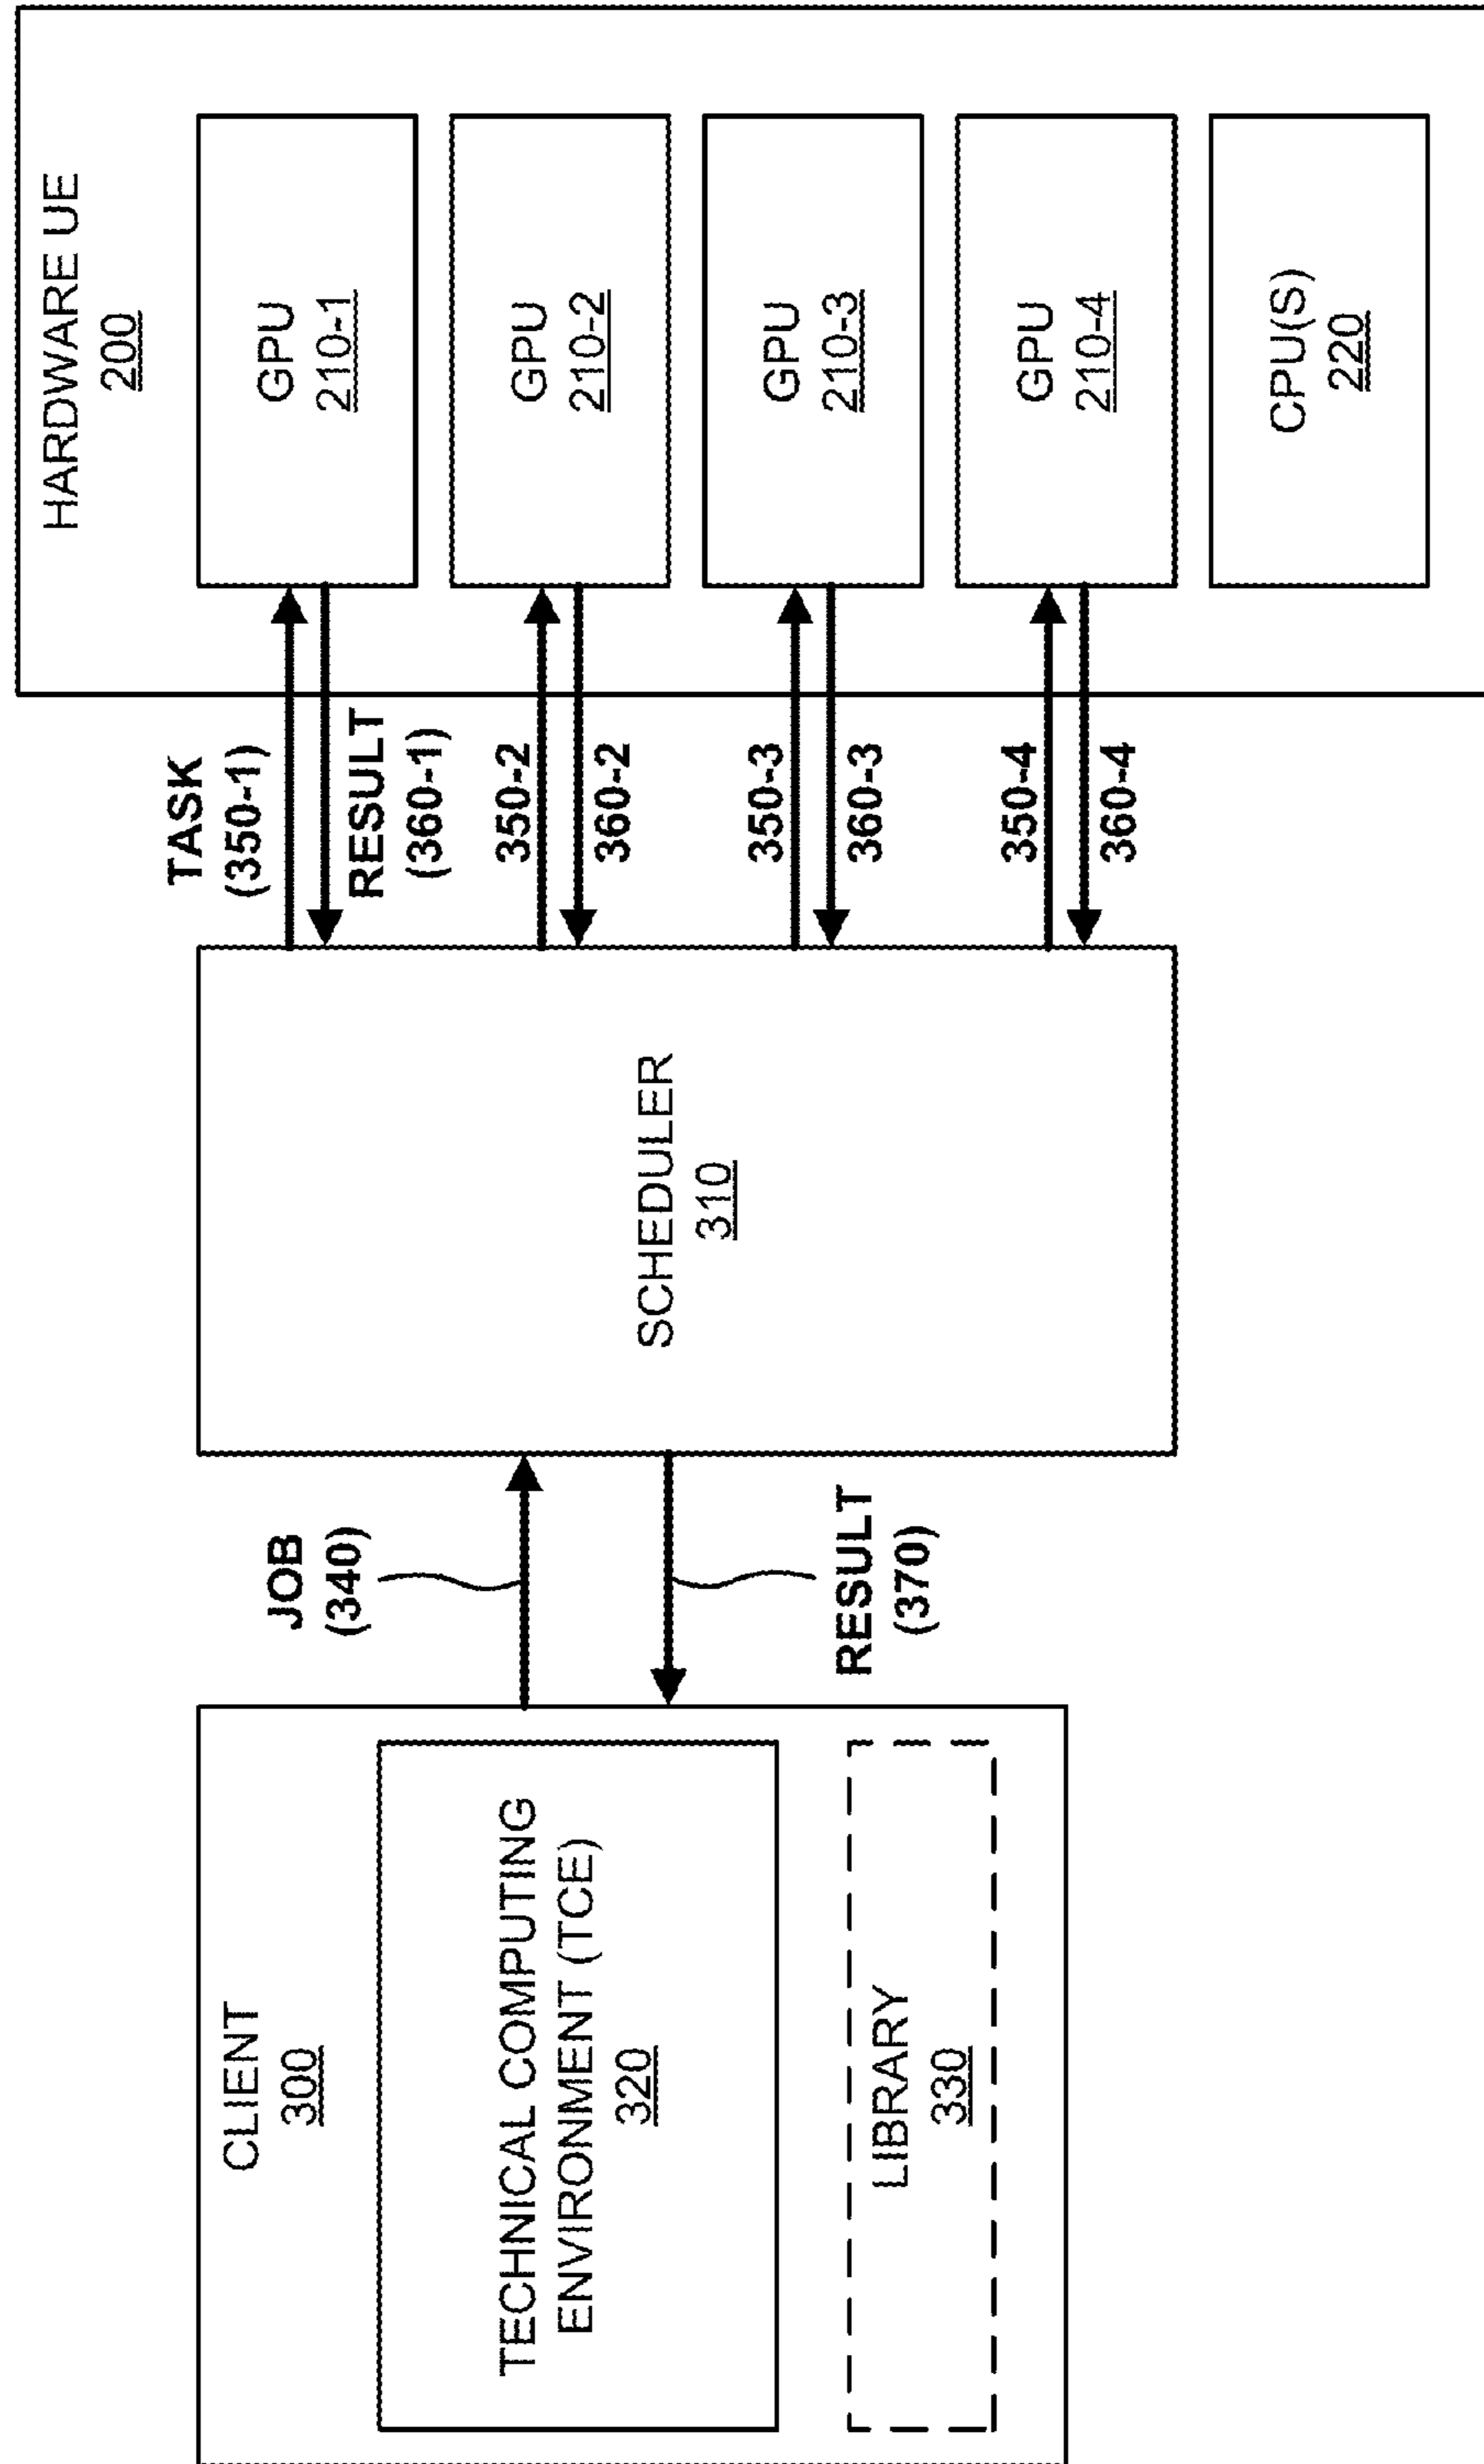 CLIENT
300
TECHNICAL COMPUTING
ENVIRONMENT (TCE)
320
LIBRARY
330
JOB
(340)
RESULT
(370)
SCHEDULER
310
TASK
(350-1)
RESULT
(360-1)
350-2
360-2
350-3
360-3
350-4
360-4
HARDWARE UE
200
GPU
210-1
GPU
210-2
GPU
210-3
GPU
210-4
CPU(S)
220